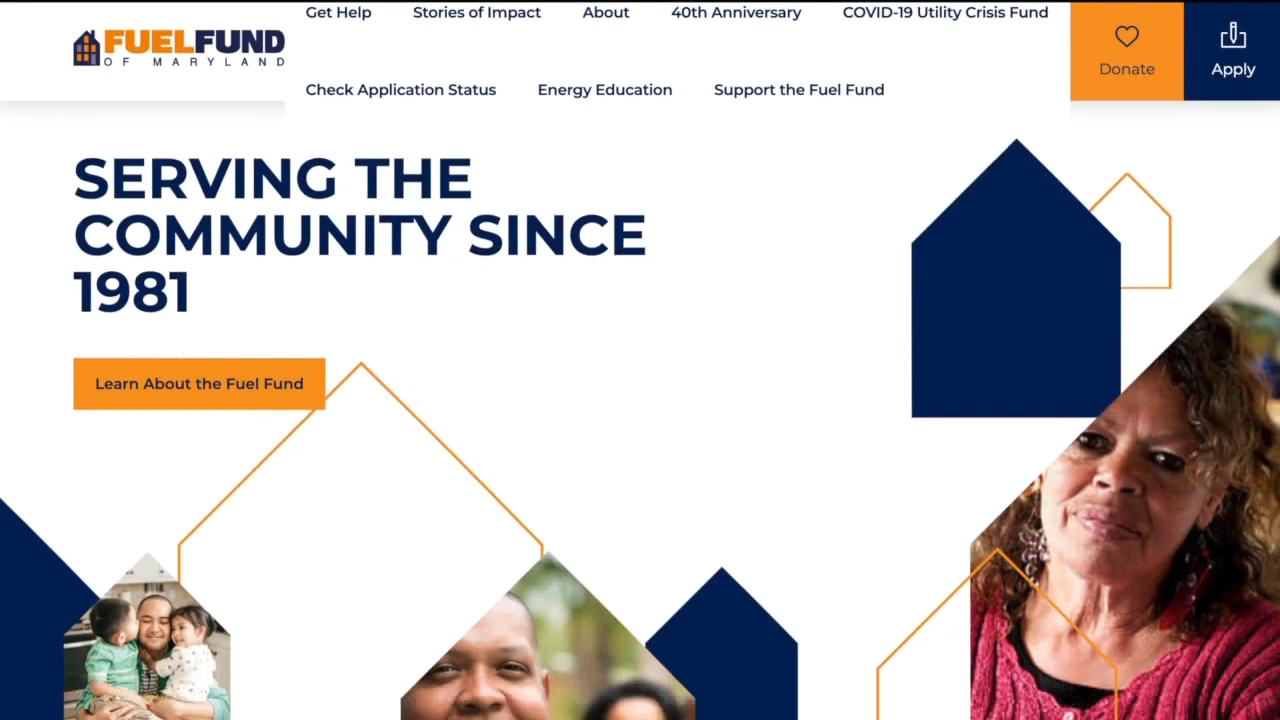 Get Help Stories of Impact About 40th Anniversary COVID-19 Utility Crisis Fund
FUELFUND
OF MARYLAND
Donate
Apply
Check Application Status Energy Education Support the Fuel Fund
SERVING THE
COMMUNITY SINCE
1981
Learn About the Fuel Fund